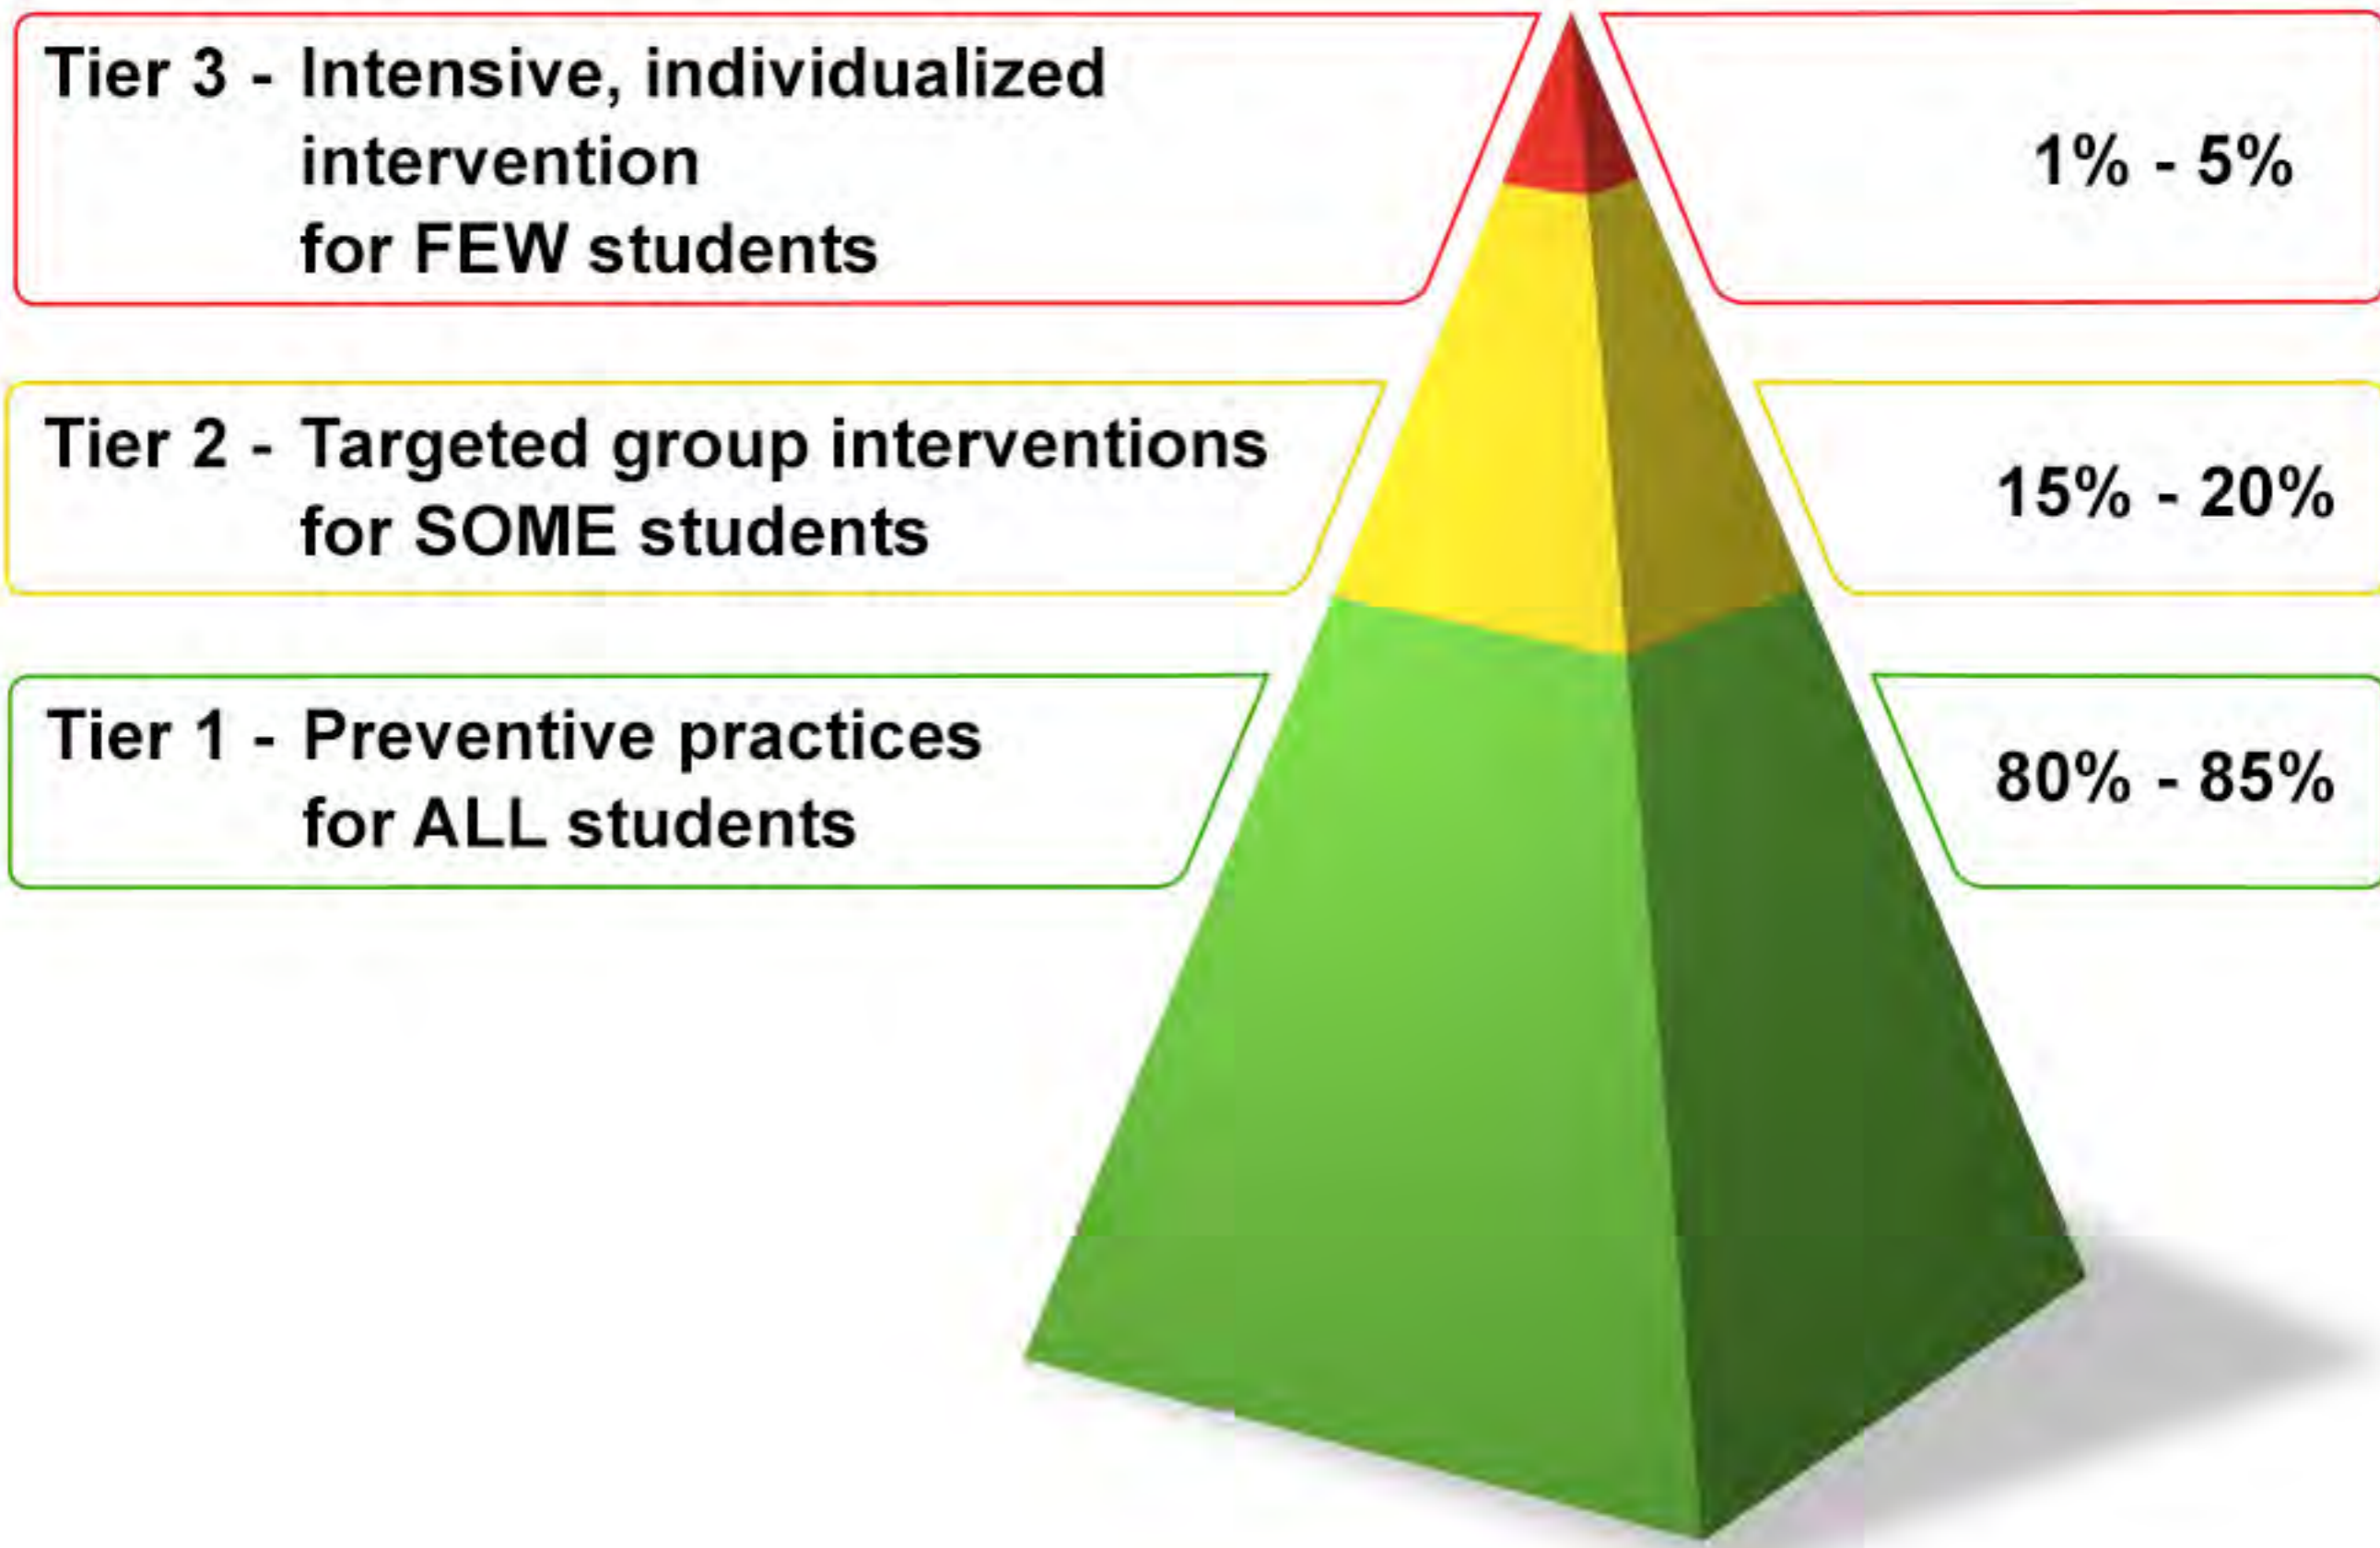 Tier 3 - Intensive, individualized
intervention
for FEW students
1% - 5%
Tier 2 - Targeted group interventions
for SOME students
15% - 20%
Tier 1 - Preventive practices
for ALL students
80% - 85%